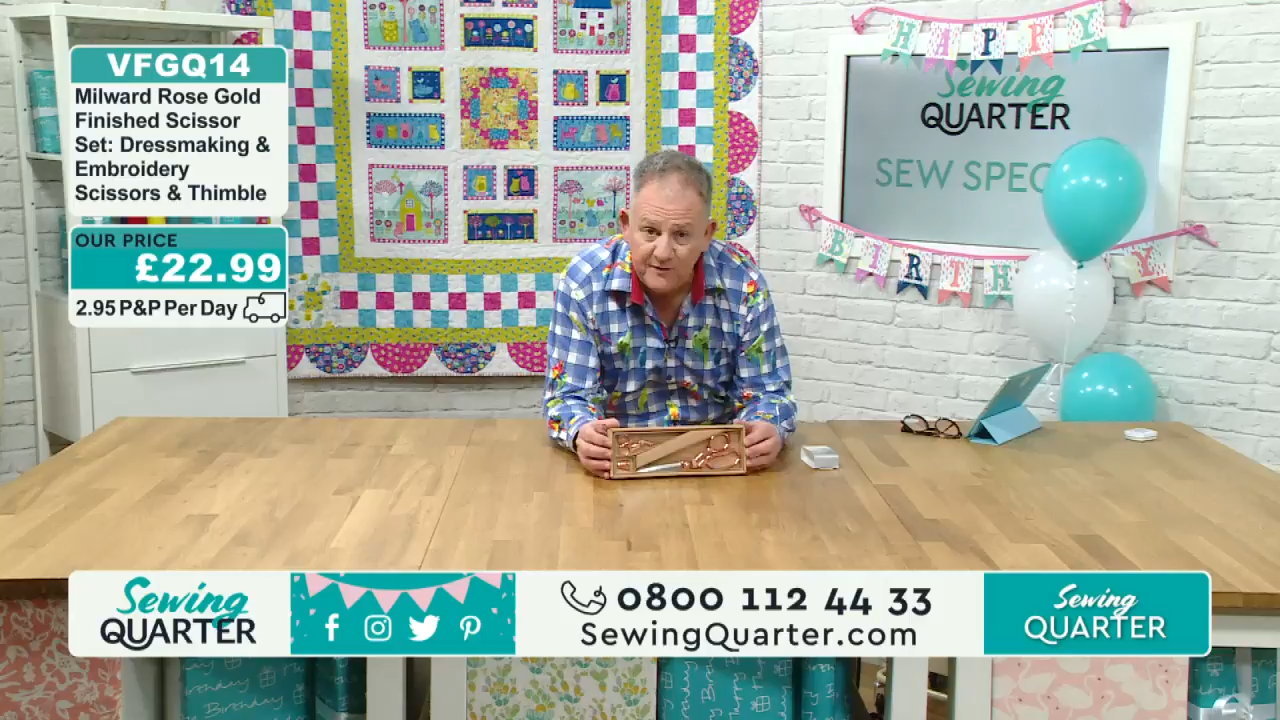 VFGQ14
Milward Rose Gold
Finished Scissor
Set: Dressmaking &
Embroidery
Scissors & Thimble
OUR PRICE
£22.99
2.95 P&P Per Day
HAPPY
Sewing
QUARTER
SEW SPEC
BIRTH Y
Sewing
QUARTER
0800 112 44 33
SewingQuarter.com
Sewing
QUARTER
Birthday